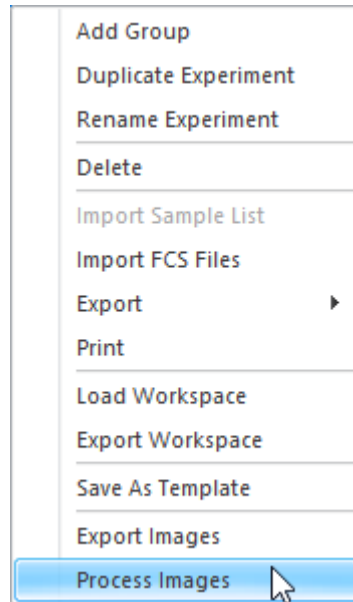 Add Group
Duplicate Experiment
Rename Experiment
Delete
Import Sample List
Import FCS Files
Export
Print
Load Workspace
Export Workspace
Save As Template
Export Images
Process Images